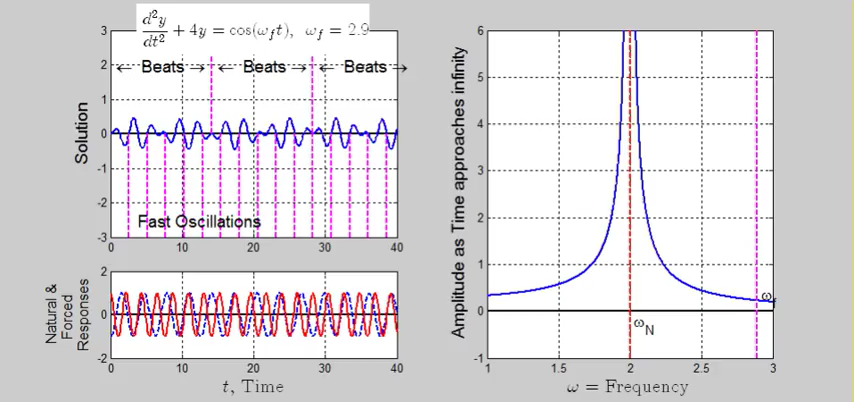 d²y/dt² + 4y = cos(ω_f t), ω_f = 2.9
3
2
1
0
-1
-2
-3
Solution
← Beats → ← Beats → ← Beats →
Fast Oscillations
0 10 20 30 40
2
0
-2
Natural &
Forced
Responses
0 10 20 30 40
t, Time
6
5
4
3
2
1
0
-1
Amplitude as Time approaches infinity
ω_f
ω_N
1 1.5 2 2.5 3
ω = Frequency